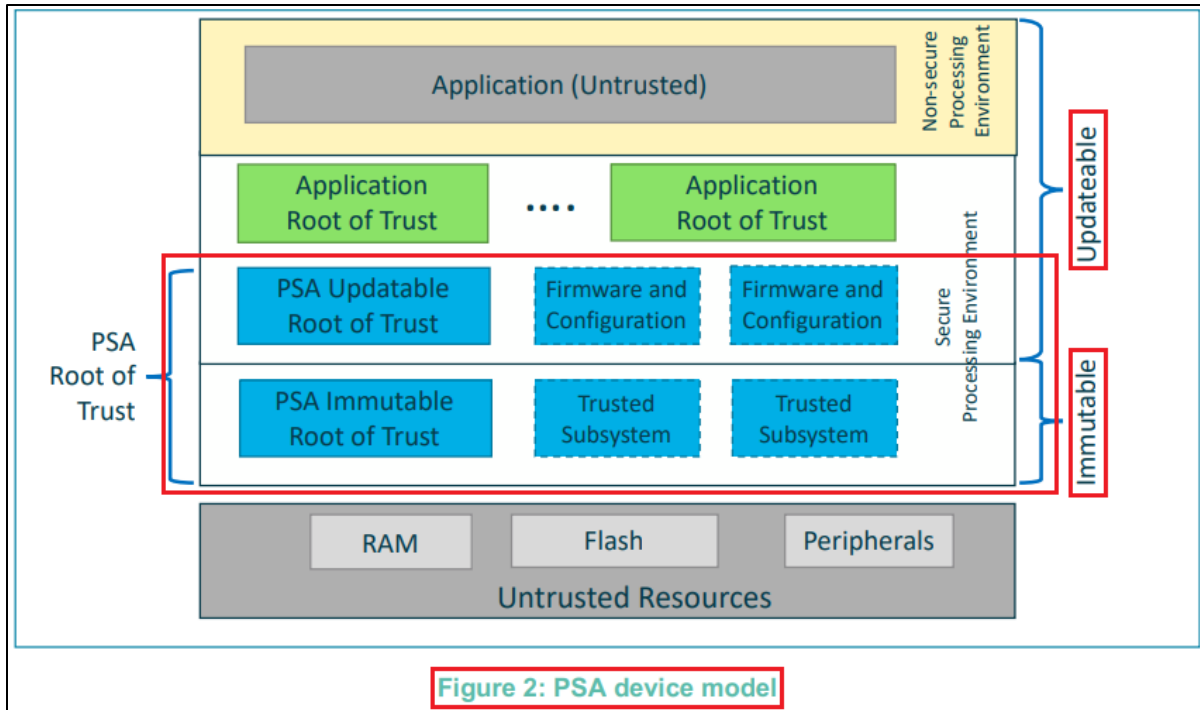 Application (Untrusted)
Non-secure
Processing
Environment
Application
Root of Trust
....
Application
Root of Trust
Updateable
PSA
Root of
Trust
PSA Updatable
Root of Trust
Firmware and
Configuration
Firmware and
Configuration
Secure
Processing Environment
PSA Immutable
Root of Trust
Trusted
Subsystem
Trusted
Subsystem
Immutable
RAM
Flash
Peripherals
Untrusted Resources
Figure 2: PSA device model